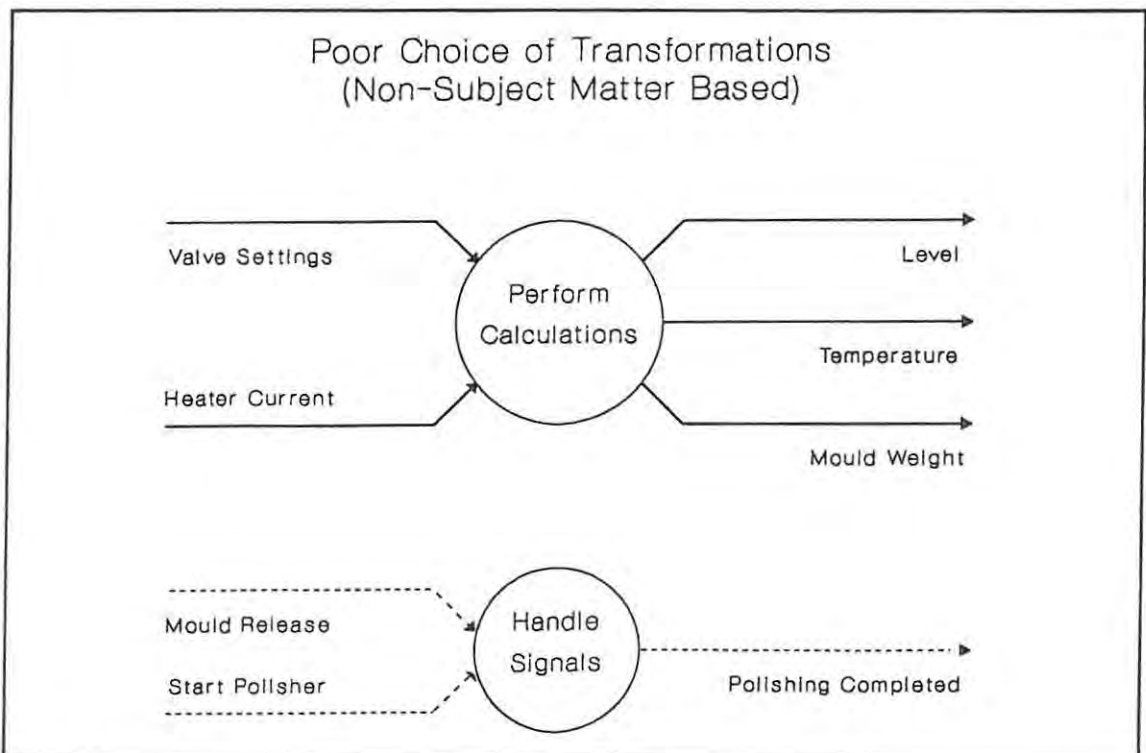 Poor Choice of Transformations
(Non-Subject Matter Based)
Valve Settings
Heater Current
Perform
Calculations
Level
Temperature
Mould Weight
Mould Release
Start Polisher
Handle
Signals
Polishing Completed